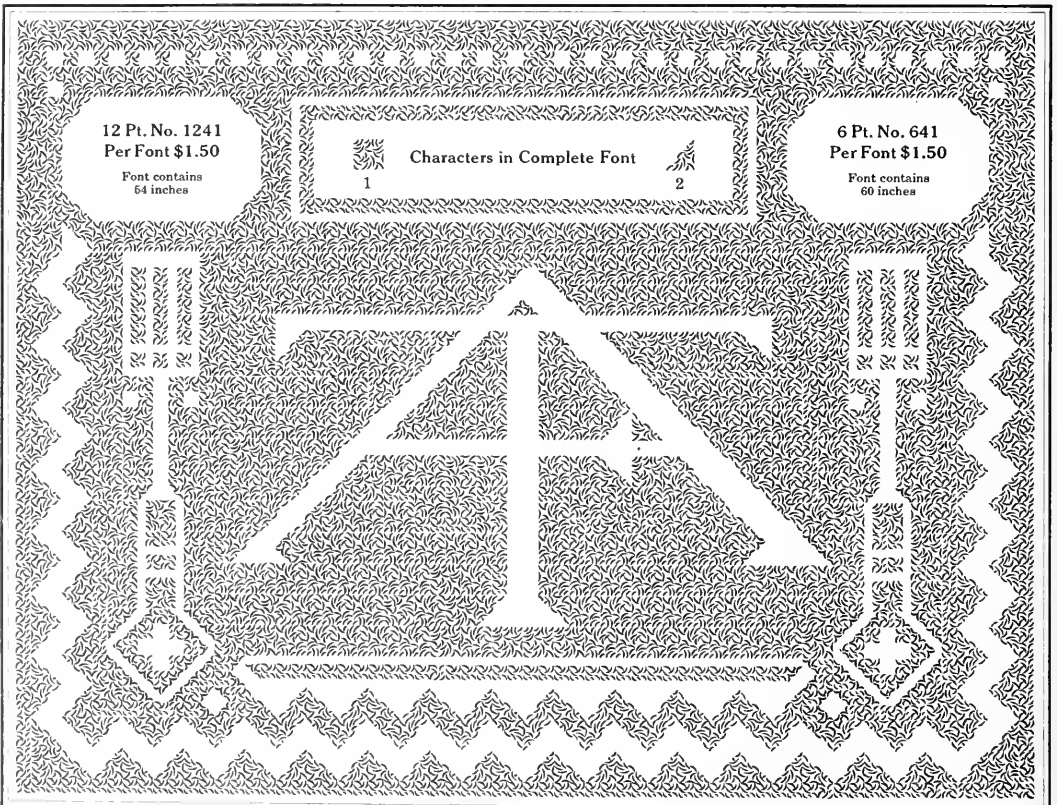 12 Pt. No. 1241
Per Font $1.50
Font contains
54 inches
Characters in Complete Font
1
2
6 Pt. No. 641
Per Font $1.50
Font contains
60 inches